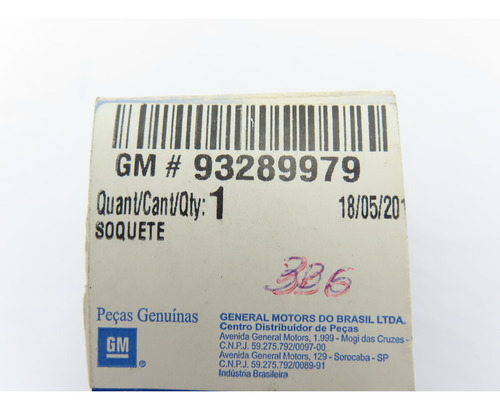 GM # 93289979
Quant/Cant/Qty: 1 18/05/201
SOQUETE
336
Peças Genuínas
GM
GENERAL MOTORS DO BRASIL LTDA.
Centro Distribuidor de Peças
Avenida General Motors, 1.999 - Mogi das Cruzes -
C.N.P.J. 59.275.792/0097-00
Avenida General Motors, 129 - Sorocaba - SP
C.N.P.J. 59.275.792/0089-91
Indústria Brasileira